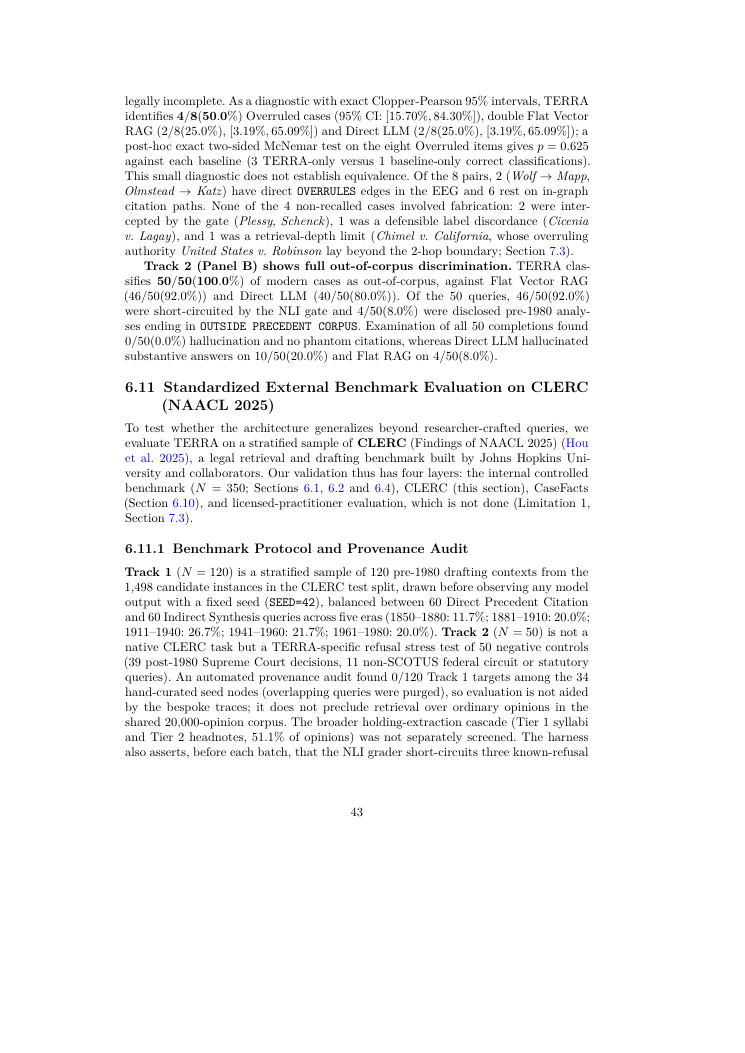 legally incomplete. As a diagnostic with exact Clopper-Pearson 95% intervals, TERRA
identifies 4/8(50.0%) Overruled cases (95% CI: [15.70%, 84.30%]), double Flat Vector
RAG (2/8(25.0%), [3.19%, 65.09%]) and Direct LLM (2/8(25.0%), [3.19%, 65.09%]); a
post-hoc exact two-sided McNemar test on the eight Overruled items gives p = 0.625
against each baseline (3 TERRA-only versus 1 baseline-only correct classifications).
This small diagnostic does not establish equivalence. Of the 8 pairs, 2 (Wolf → Mapp,
Olmstead → Katz) have direct OVERRULES edges in the EEG and 6 rest on in-graph
citation paths. None of the 4 non-recalled cases involved fabrication: 2 were inter-
cepted by the gate (Plessy, Schenck), 1 was a defensible label discordance (Cicenia
v. Lagay), and 1 was a retrieval-depth limit (Chimel v. California, whose overruling
authority United States v. Robinson lay beyond the 2-hop boundary; Section 7.3).
Track 2 (Panel B) shows full out-of-corpus discrimination. TERRA clas-
sifies 50/50(100.0%) of modern cases as out-of-corpus, against Flat Vector RAG
(46/50(92.0%)) and Direct LLM (40/50(80.0%)). Of the 50 queries, 46/50(92.0%)
were short-circuited by the NLI gate and 4/50(8.0%) were disclosed pre-1980 analy-
ses ending in OUTSIDE PRECEDENT CORPUS. Examination of all 50 completions found
0/50(0.0%) hallucination and no phantom citations, whereas Direct LLM hallucinated
substantive answers on 10/50(20.0%) and Flat RAG on 4/50(8.0%).
6.11 Standardized External Benchmark Evaluation on CLERC
(NAACL 2025)
To test whether the architecture generalizes beyond researcher-crafted queries, we
evaluate TERRA on a stratified sample of CLERC (Findings of NAACL 2025) (Hou
et al. 2025), a legal retrieval and drafting benchmark built by Johns Hopkins Uni-
versity and collaborators. Our validation thus has four layers: the internal controlled
benchmark (N = 350; Sections 6.1, 6.2 and 6.4), CLERC (this section), CaseFacts
(Section 6.10), and licensed-practitioner evaluation, which is not done (Limitation 1,
Section 7.3).
6.11.1 Benchmark Protocol and Provenance Audit
Track 1 (N = 120) is a stratified sample of 120 pre-1980 drafting contexts from the
1,498 candidate instances in the CLERC test split, drawn before observing any model
output with a fixed seed (SEED=42), balanced between 60 Direct Precedent Citation
and 60 Indirect Synthesis queries across five eras (1850–1880: 11.7%; 1881–1910: 20.0%;
1911–1940: 26.7%; 1941–1960: 21.7%; 1961–1980: 20.0%). Track 2 (N = 50) is not a
native CLERC task but a TERRA-specific refusal stress test of 50 negative controls
(39 post-1980 Supreme Court decisions, 11 non-SCOTUS federal circuit or statutory
queries). An automated provenance audit found 0/120 Track 1 targets among the 34
hand-curated seed nodes (overlapping queries were purged), so evaluation is not aided
by the bespoke traces; it does not preclude retrieval over ordinary opinions in the
shared 20,000-opinion corpus. The broader holding-extraction cascade (Tier 1 syllabi
and Tier 2 headnotes, 51.1% of opinions) was not separately screened. The harness
also asserts, before each batch, that the NLI grader short-circuits three known-refusal
43